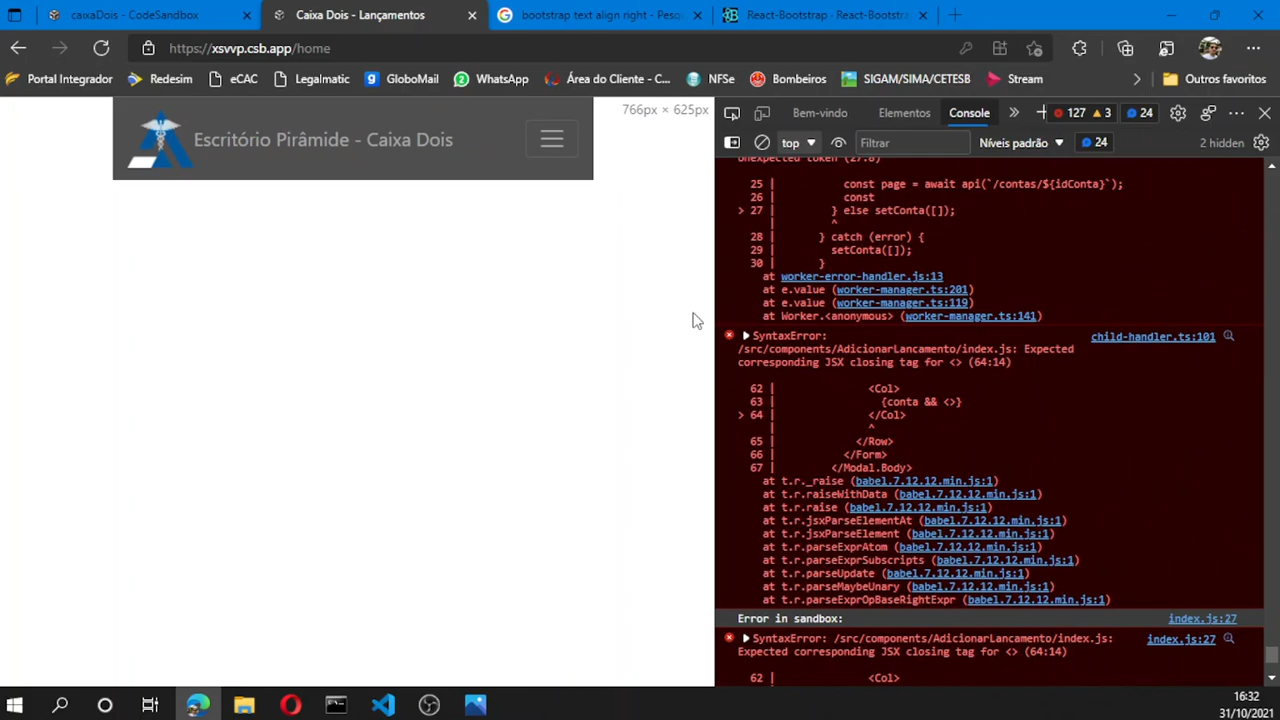 caixaDois - CodeSandbox
Caixa Dois - Lançamentos
bootstrap text align right - Pesq
React-Bootstrap · React-Bootstra
https://xsvvp.csb.app/home
Portal Integrador
Redesim
eCAC
Legalmatic
GloboMail
WhatsApp
Área do Cliente - C...
NFSe
Bombeiros
SIGAM/SIMA/CETESB
Stream
Outros favoritos
Escritório Pirâmide - Caixa Dois
766px × 625px
Bem-vindo
Elementos
Console
127
3
24
top
Filtrar
Níveis padrão
24
2 hidden
unexpected token (27:6)
25 | const page = await api(`/contas/${idConta}`);
26 | const
> 27 | } else setConta([]);
| ^
28 | } catch (error) {
29 | setConta([]);
30 | }
at worker-error-handler.js:13
at e.value (worker-manager.ts:201)
at e.value (worker-manager.ts:119)
at Worker.<anonymous> (worker-manager.ts:141)
SyntaxError: child-handler.ts:101
/src/components/AdicionarLancamento/index.js: Expected
corresponding JSX closing tag for <> (64:14)
62 | <Col>
63 | {conta && <>}
> 64 | </Col>
| ^
65 | </Row>
66 | </Form>
67 | </Modal.Body>
at t.r._raise (babel.7.12.12.min.js:1)
at t.r.raiseWithData (babel.7.12.12.min.js:1)
at t.r.raise (babel.7.12.12.min.js:1)
at t.r.jsxParseElementAt (babel.7.12.12.min.js:1)
at t.r.jsxParseElement (babel.7.12.12.min.js:1)
at t.r.parseExprAtom (babel.7.12.12.min.js:1)
at t.r.parseExprSubscripts (babel.7.12.12.min.js:1)
at t.r.parseUpdate (babel.7.12.12.min.js:1)
at t.r.parseMaybeUnary (babel.7.12.12.min.js:1)
at t.r.parseExprOpBaseRightExpr (babel.7.12.12.min.js:1)
Error in sandbox: index.js:27
SyntaxError: /src/components/AdicionarLancamento/index.js: index.js:27
Expected corresponding JSX closing tag for <> (64:14)
62 | <Col>
16:32
31/10/2021